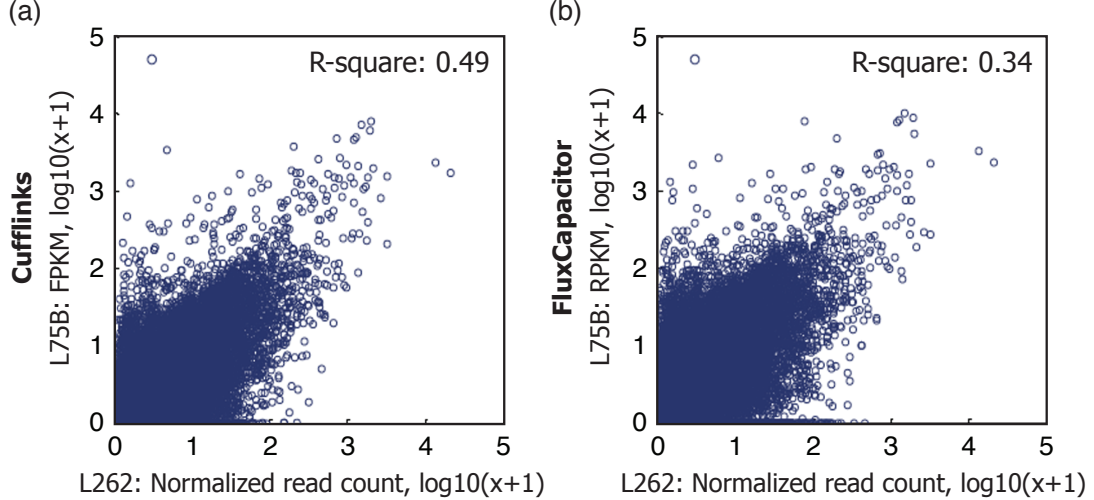 (a)
R-square: 0.49
Cufflinks
L75B: FPKM, log10(x+1)
5
4
3
2
1
0
0 1 2 3 4 5
L262: Normalized read count, log10(x+1)
(b)
R-square: 0.34
FluxCapacitor
L75B: RPKM, log10(x+1)
5
4
3
2
1
0
0 1 2 3 4 5
L262: Normalized read count, log10(x+1)